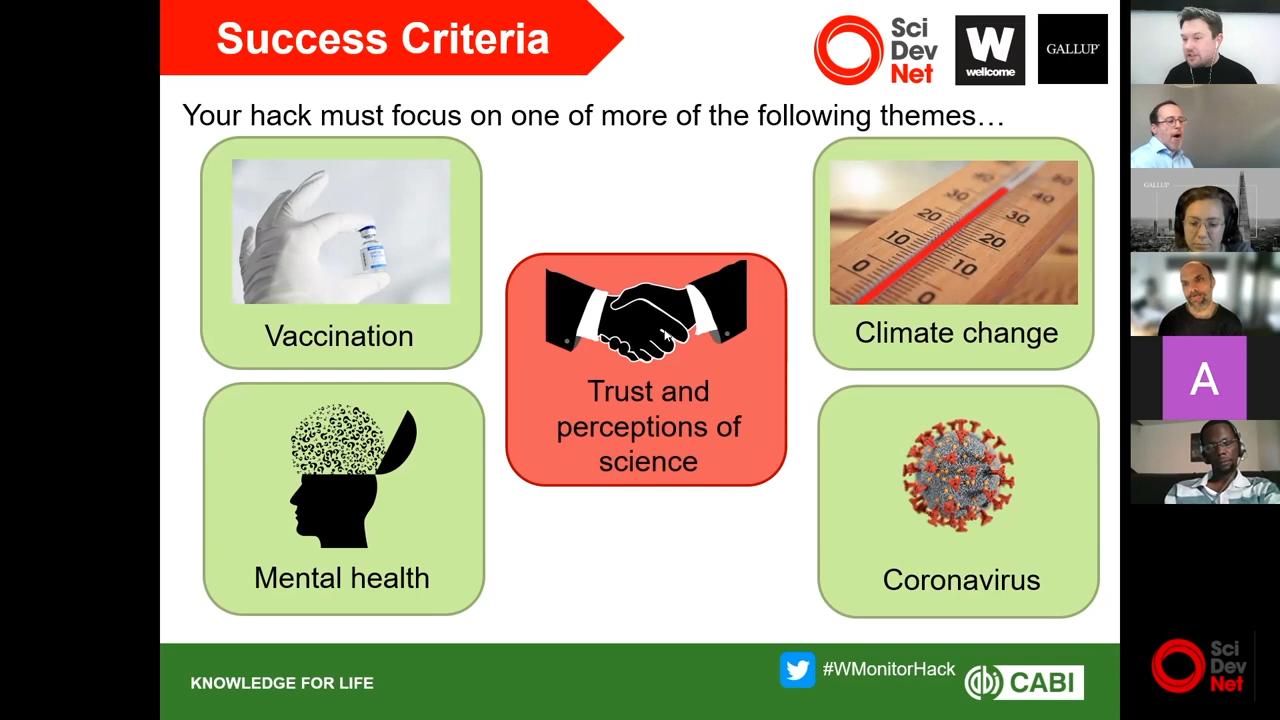 Success Criteria
Sci
Dev
Net
W
wellcome
GALLUP
Your hack must focus on one of more of the following themes…
Vaccination
Climate change
Trust and
perceptions of
science
Mental health
Coronavirus
KNOWLEDGE FOR LIFE
#WMonitorHack
CABI
GALLUP
A
Sci
Dev
Net